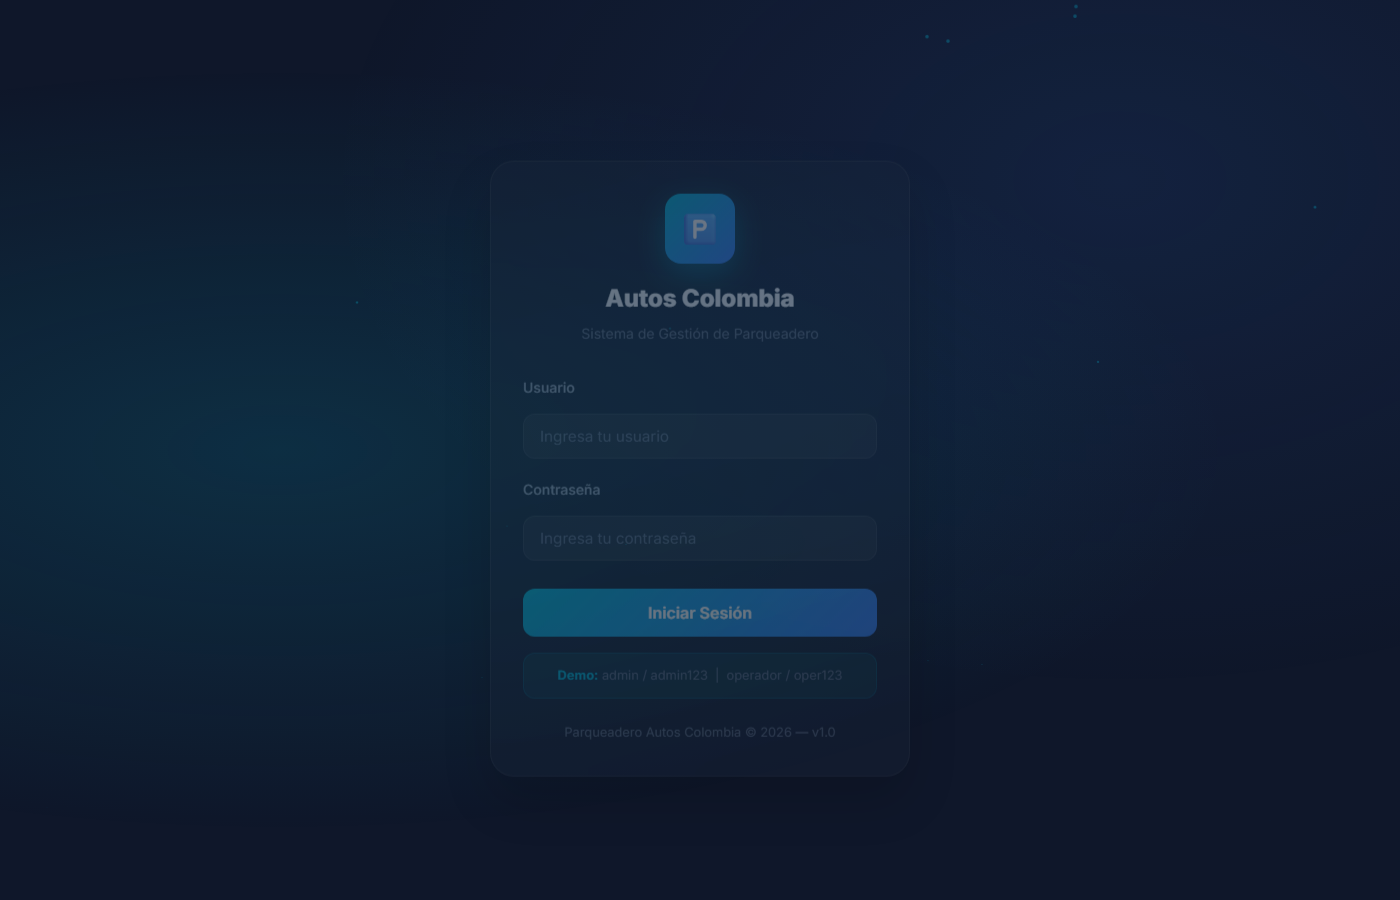 P
Autos Colombia
Sistema de Gestión de Parqueadero
Usuario
Ingresa tu usuario
Contraseña
Ingresa tu contraseña
Iniciar Sesión
Demo: admin / admin123 | operador / oper123
Parqueadero Autos Colombia © 2026 — v1.0